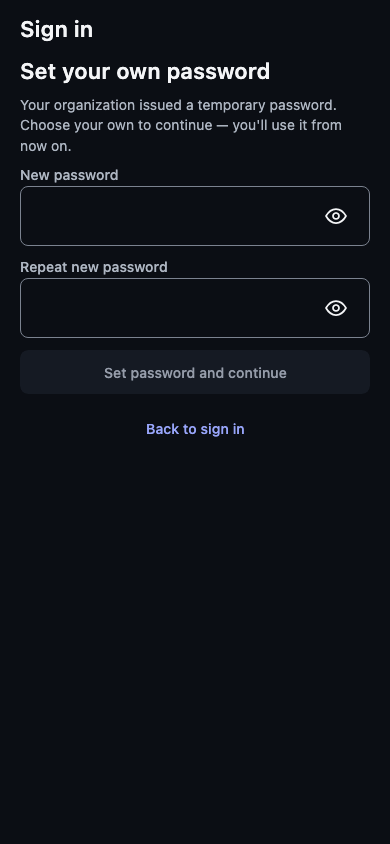 Sign in
Set your own password
Your organization issued a temporary password.
Choose your own to continue — you'll use it from
now on.
New password
Repeat new password
Set password and continue
Back to sign in